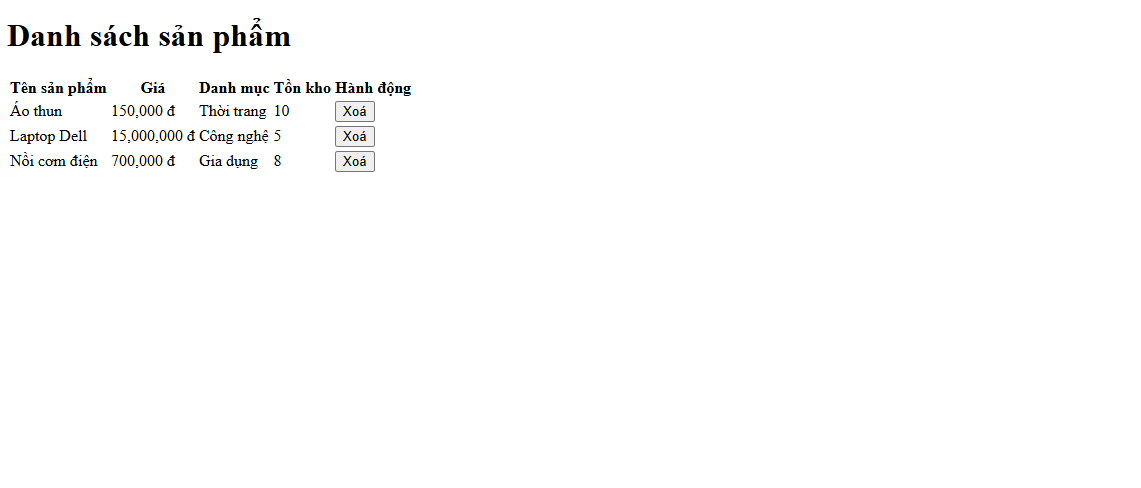 Danh sách sản phẩm
Tên sản phẩm Giá Danh mục Tồn kho Hành động
Áo thun 150,000 đ Thời trang 10 Xoá
Laptop Dell 15,000,000 đ Công nghệ 5 Xoá
Nồi cơm điện 700,000 đ Gia dụng 8 Xoá